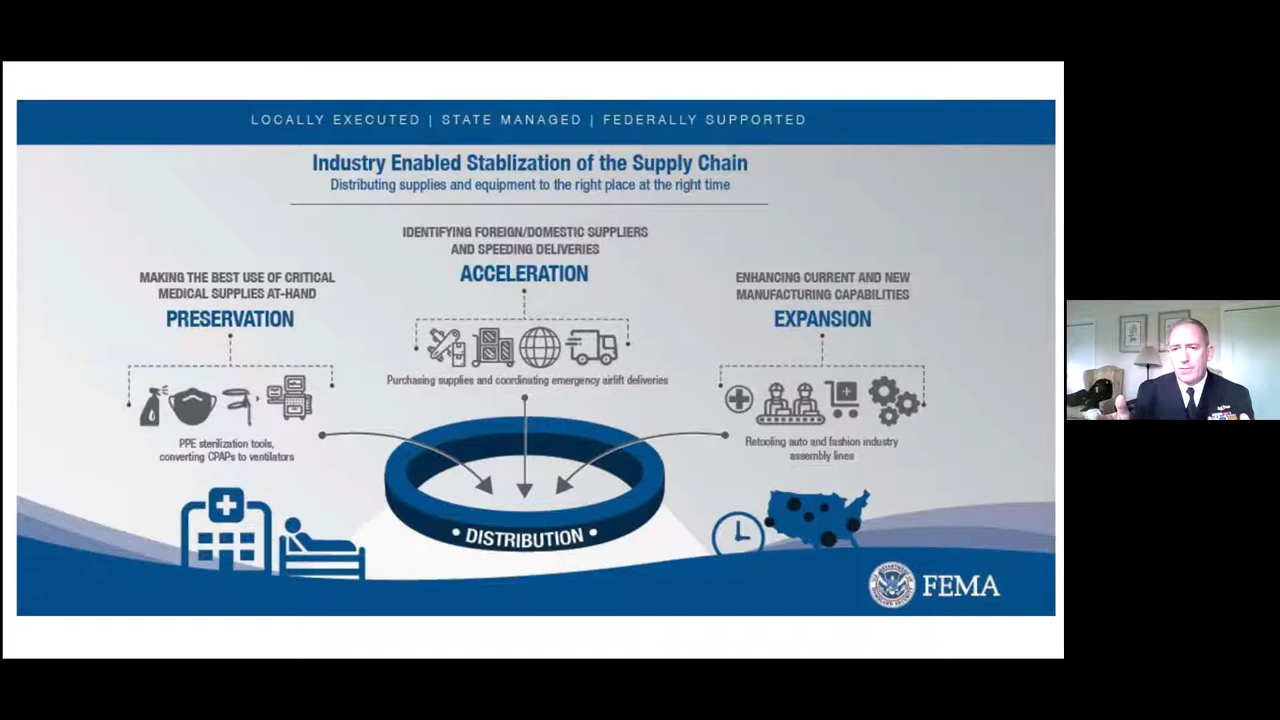 LOCALLY EXECUTED | STATE MANAGED | FEDERALLY SUPPORTED
Industry Enabled Stablization of the Supply Chain
Distributing supplies and equipment to the right place at the right time
IDENTIFYING FOREIGN/DOMESTIC SUPPLIERS
AND SPEEDING DELIVERIES
ACCELERATION
MAKING THE BEST USE OF CRITICAL
MEDICAL SUPPLIES AT-HAND
PRESERVATION
ENHANCING CURRENT AND NEW
MANUFACTURING CAPABILITIES
EXPANSION
Purchasing supplies and coordinating emergency airlift deliveries
PPE sterilization tools,
converting CPAPs to ventilators
Retooling auto and fashion industry
assembly lines
• DISTRIBUTION •
FEMA